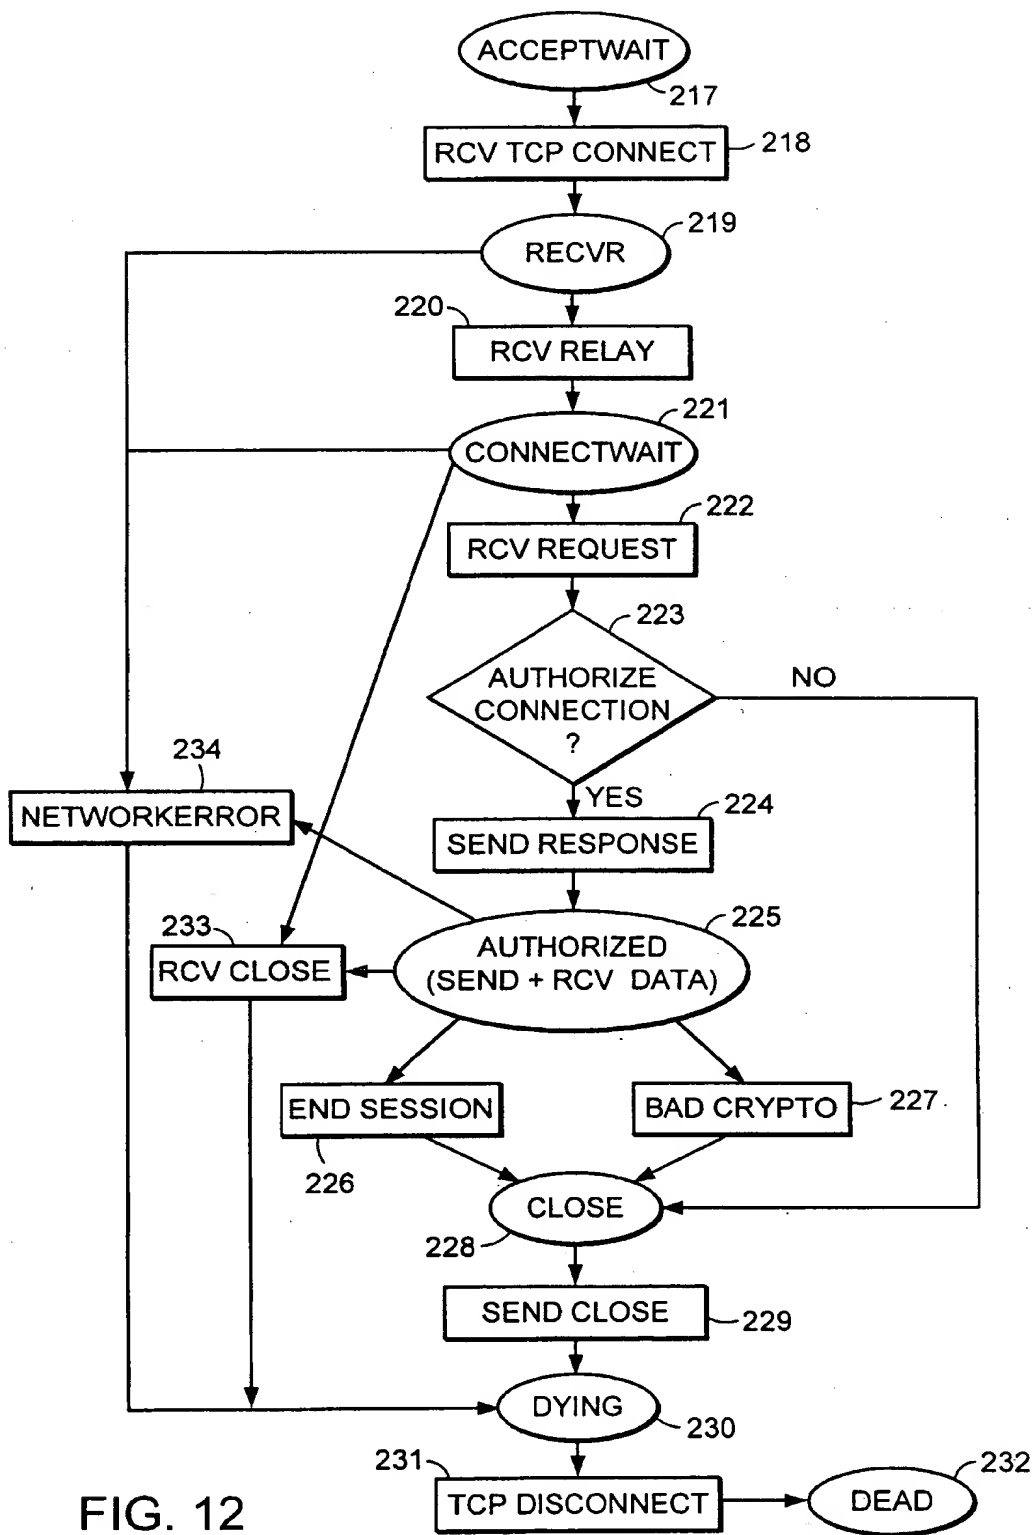 ACCEPTWAIT
217
RCV TCP CONNECT
218
219
RECVR
220
RCV RELAY
221
CONNECTWAIT
222
RCV REQUEST
223
AUTHORIZE
CONNECTION
?
NO
234
YES
NETWORKERROR
224
SEND RESPONSE
233
225
AUTHORIZED
(SEND + RCV DATA)
RCV CLOSE
END SESSION
BAD CRYPTO
227
226
CLOSE
228
SEND CLOSE
229
DYING
230
231
232
TCP DISCONNECT
DEAD
FIG. 12